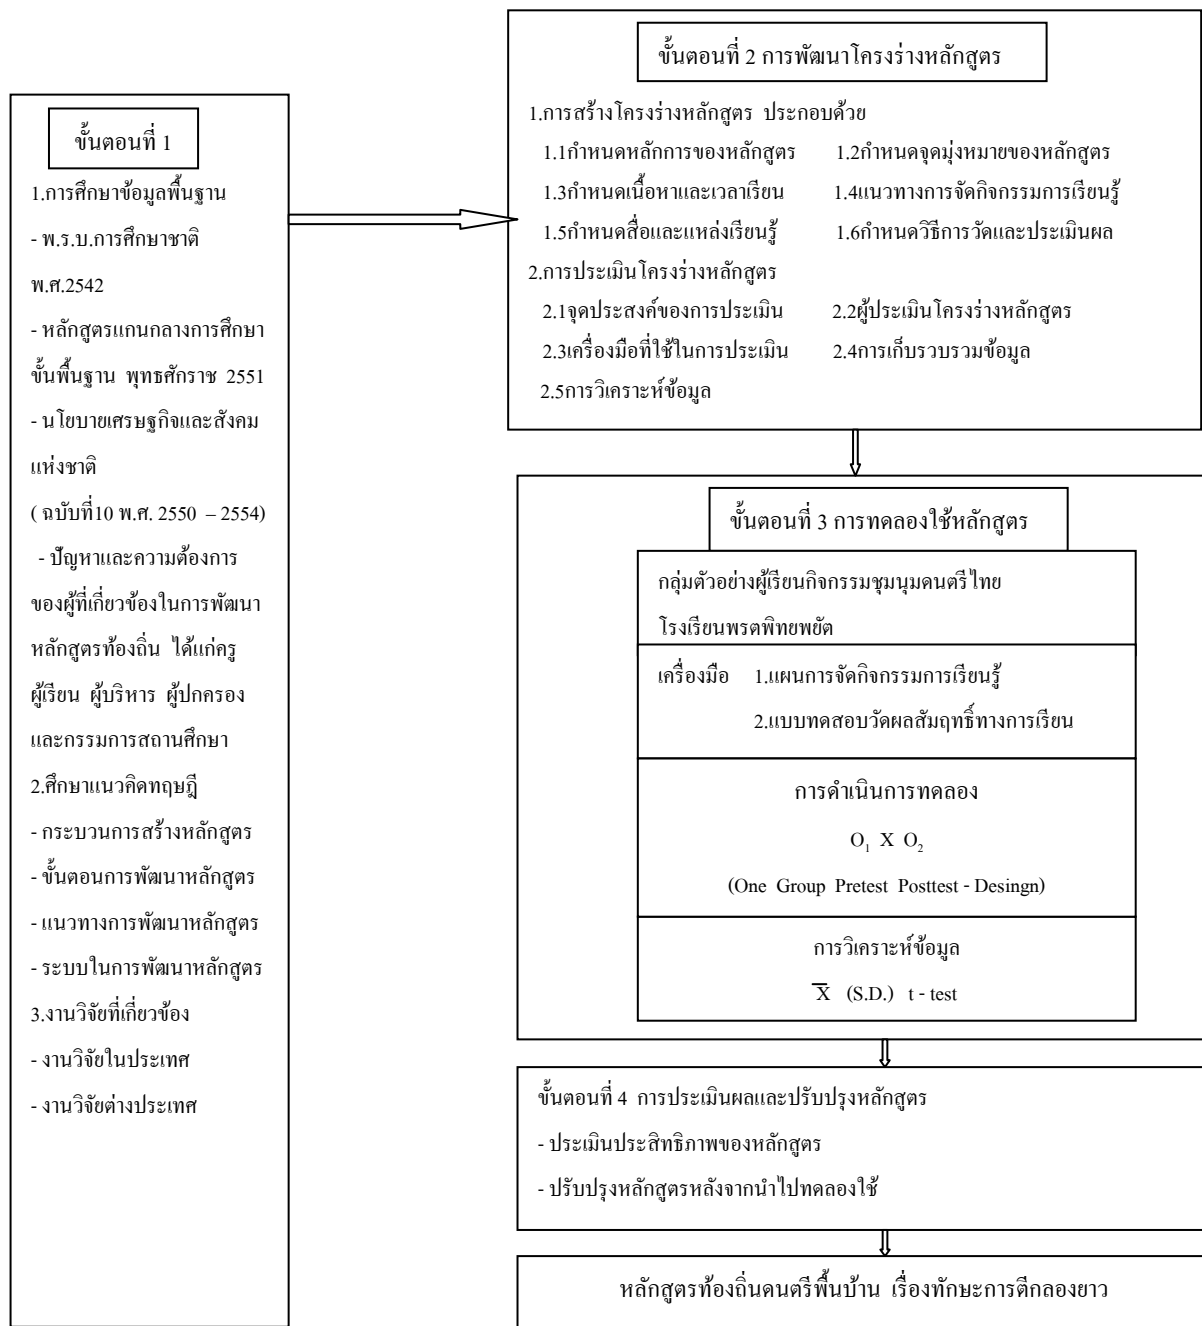 ขั้นตอนที่ 1
1.การศึกษาข้อมูลพื้นฐาน
- พ.ร.บ.การศึกษาชาติ
พ.ศ.2542
- หลักสูตรแกนกลางการศึกษา
ขั้นพื้นฐาน พุทธศักราช 2551
- นโยบายเศรษฐกิจและสังคม
แห่งชาติ
( ฉบับที่10 พ.ศ. 2550 – 2554)
- ปัญหาและความต้องการ
ของผู้ที่เกี่ยวข้องในการพัฒนา
หลักสูตรท้องถิ่น ได้แก่ครู
ผู้เรียน ผู้บริหาร ผู้ปกครอง
และกรรมการสถานศึกษา
2.ศึกษาแนวคิดทฤษฎี
- กระบวนการสร้างหลักสูตร
- ขั้นตอนการพัฒนาหลักสูตร
- แนวทางการพัฒนาหลักสูตร
- ระบบในการพัฒนาหลักสูตร
3.งานวิจัยที่เกี่ยวข้อง
- งานวิจัยในประเทศ
- งานวิจัยต่างประเทศ
ขั้นตอนที่ 2 การพัฒนาโครงร่างหลักสูตร
1.การสร้างโครงร่างหลักสูตร ประกอบด้วย
1.1กำหนดหลักการของหลักสูตร 1.2กำหนดจุดมุ่งหมายของหลักสูตร
1.3กำหนดเนื้อหาและเวลาเรียน 1.4แนวทางการจัดกิจกรรมการเรียนรู้
1.5กำหนดสื่อและแหล่งเรียนรู้ 1.6กำหนดวิธีการวัดและประเมินผล
2.การประเมินโครงร่างหลักสูตร
2.1จุดประสงค์ของการประเมิน 2.2ผู้ประเมินโครงร่างหลักสูตร
2.3เครื่องมือที่ใช้ในการประเมิน 2.4การเก็บรวบรวมข้อมูล
2.5การวิเคราะห์ข้อมูล
ขั้นตอนที่ 3 การทดลองใช้หลักสูตร
กลุ่มตัวอย่างผู้เรียนกิจกรรมชุมนุมดนตรีไทย
โรงเรียนพรตพิทยพยัต
เครื่องมือ 1.แผนการจัดกิจกรรมการเรียนรู้
2.แบบทดสอบวัดผลสัมฤทธิ์ทางการเรียน
การดำเนินการทดลอง
O₁ X O₂
(One Group Pretest Posttest - Desingn)
การวิเคราะห์ข้อมูล
X̄ (S.D.) t - test
ขั้นตอนที่ 4 การประเมินผลและปรับปรุงหลักสูตร
- ประเมินประสิทธิภาพของหลักสูตร
- ปรับปรุงหลักสูตรหลังจากนำไปทดลองใช้
หลักสูตรท้องถิ่นดนตรีพื้นบ้าน เรื่องทักษะการตีกลองยาว